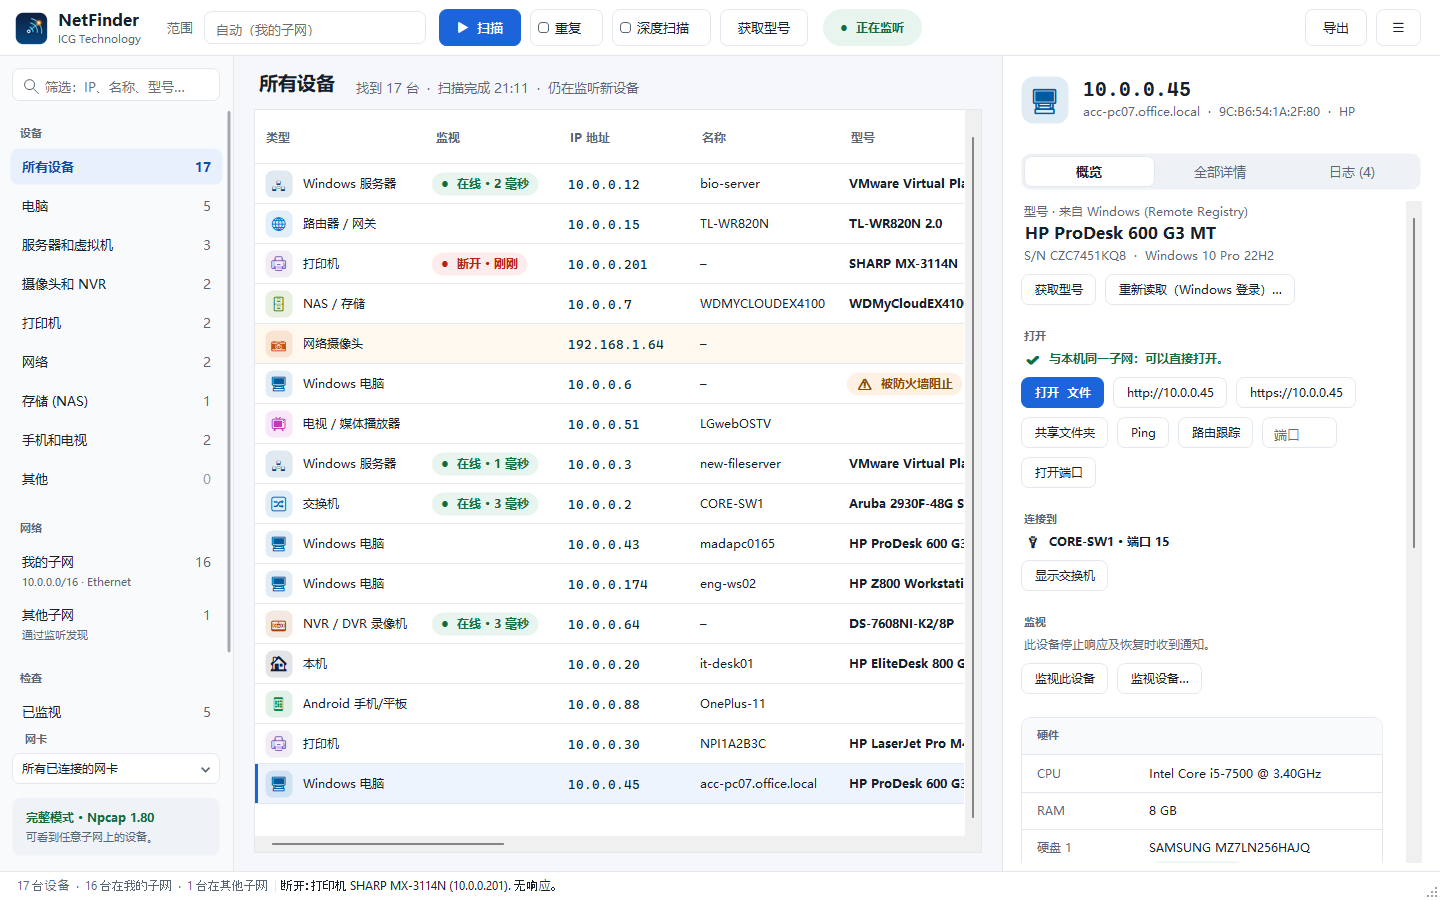 NetFinder
ICG Technology
范围
自动（我的子网）
扫描
重复
深度扫描
获取型号
正在监听
导出
筛选：IP、名称、型号...
设备
所有设备 17
电脑 5
服务器和虚拟机 3
摄像头和 NVR 2
打印机 2
网络 2
存储 (NAS) 1
手机和电视 2
其他 0
网络
我的子网 16
10.0.0.0/16 · Ethernet
其他子网 1
通过监听发现
检查
已监视 5
网卡
所有已连接的网卡
完整模式 • Npcap 1.80
可看到任意子网上的设备。
所有设备 找到 17 台 · 扫描完成 21:11 · 仍在监听新设备
类型 监视 IP 地址 名称 型号
Windows 服务器 • 在线 • 2 毫秒 10.0.0.12 bio-server VMware Virtual Pla
路由器 / 网关 10.0.0.15 TL-WR820N TL-WR820N 2.0
打印机 • 断开 • 刚刚 10.0.0.201 – SHARP MX-3114N
NAS / 存储 10.0.0.7 WDMYCLOUDEX4100 WDMyCloudEX4100
网络摄像头 192.168.1.64 –
Windows 电脑 10.0.0.6 – 被防火墙阻止
电视 / 媒体播放器 10.0.0.51 LGwebOSTV
Windows 服务器 • 在线 • 1 毫秒 10.0.0.3 new-fileserver VMware Virtual Pla
交换机 • 在线 • 3 毫秒 10.0.0.2 CORE-SW1 Aruba 2930F-48G S
Windows 电脑 10.0.0.43 madapc0165 HP ProDesk 600 G3
Windows 电脑 10.0.0.174 eng-ws02 HP Z800 Workstati
NVR / DVR 录像机 • 在线 • 3 毫秒 10.0.0.64 – DS-7608NI-K2/8P
本机 10.0.0.20 it-desk01 HP EliteDesk 800 G
Android 手机/平板 10.0.0.88 OnePlus-11
打印机 10.0.0.30 NPI1A2B3C HP LaserJet Pro M4
Windows 电脑 10.0.0.45 acc-pc07.office.local HP ProDesk 600 G3
10.0.0.45
acc-pc07.office.local · 9C:B6:54:1A:2F:80 · HP
概览 全部详情 日志 (4)
型号 · 来自 Windows (Remote Registry)
HP ProDesk 600 G3 MT
S/N CZC7451KQ8 · Windows 10 Pro 22H2
获取型号 重新读取（Windows 登录）...
打开
与本机同一子网：可以直接打开。
打开 文件 http://10.0.0.45 https://10.0.0.45
共享文件夹 Ping 路由跟踪 端口
打开端口
连接到
CORE-SW1 • 端口 15
显示交换机
监视
此设备停止响应及恢复时收到通知。
监视此设备 监视设备...
硬件
CPU Intel Core i5-7500 @ 3.40GHz
RAM 8 GB
硬盘 1 SAMSUNG MZ7LN256HAJQ
17 台设备 · 16 台在我的子网 · 1 台在其他子网 断开: 打印机 SHARP MX-3114N (10.0.0.201). 无响应。